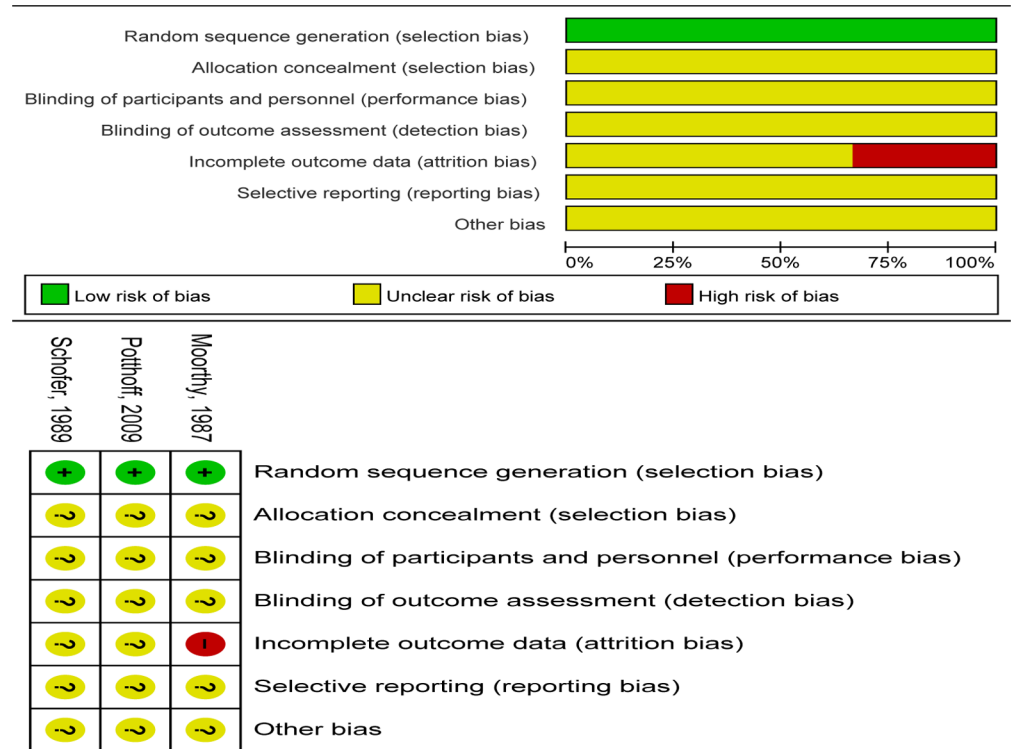 Random sequence generation (selection bias)
Allocation concealment (selection bias)
Blinding of participants and personnel (performance bias)
Blinding of outcome assessment (detection bias)
Incomplete outcome data (attrition bias)
Selective reporting (reporting bias)
Other bias
0% 25% 50% 75% 100%
Low risk of bias Unclear risk of bias High risk of bias
Schofer, 1989 Potthoff, 2009 Moorthy, 1987
+ + + Random sequence generation (selection bias)
? ? ? Allocation concealment (selection bias)
? ? ? Blinding of participants and personnel (performance bias)
? ? ? Blinding of outcome assessment (detection bias)
? ? – Incomplete outcome data (attrition bias)
? ? ? Selective reporting (reporting bias)
? ? ? Other bias